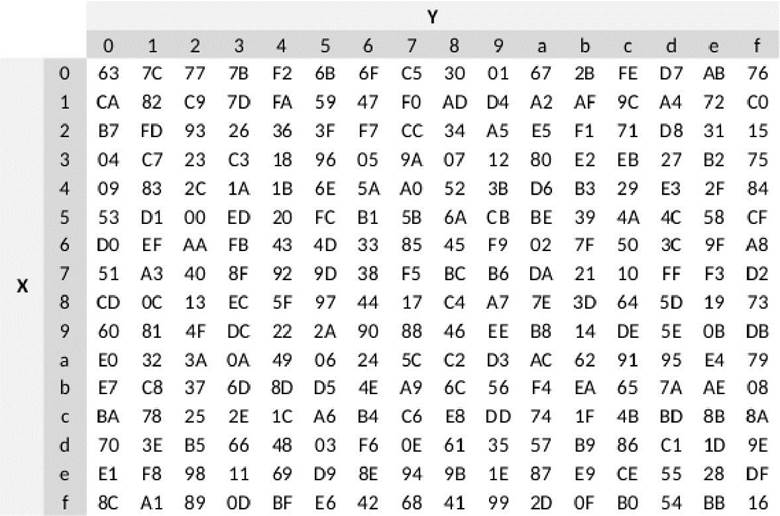 Y
0 1 2 3 4 5 6 7 8 9 a b c d e f
0 63 7C 77 7B F2 6B 6F C5 30 01 67 2B FE D7 AB 76
1 CA 82 C9 7D FA 59 47 F0 AD D4 A2 AF 9C A4 72 C0
2 B7 FD 93 26 36 3F F7 CC 34 A5 E5 F1 71 D8 31 15
3 04 C7 23 C3 18 96 05 9A 07 12 80 E2 EB 27 B2 75
4 09 83 2C 1A 1B 6E 5A A0 52 3B D6 B3 29 E3 2F 84
5 53 D1 00 ED 20 FC B1 5B 6A CB BE 39 4A 4C 58 CF
6 D0 EF AA FB 43 4D 33 85 45 F9 02 7F 50 3C 9F A8
7 51 A3 40 8F 92 9D 38 F5 BC B6 DA 21 10 FF F3 D2
X
8 CD 0C 13 EC 5F 97 44 17 C4 A7 7E 3D 64 5D 19 73
9 60 81 4F DC 22 2A 90 88 46 EE B8 14 DE 5E 0B DB
a E0 32 3A 0A 49 06 24 5C C2 D3 AC 62 91 95 E4 79
b E7 C8 37 6D 8D D5 4E A9 6C 56 F4 EA 65 7A AE 08
c BA 78 25 2E 1C A6 B4 C6 E8 DD 74 1F 4B BD 8B 8A
d 70 3E B5 66 48 03 F6 0E 61 35 57 B9 86 C1 1D 9E
e E1 F8 98 11 69 D9 8E 94 9B 1E 87 E9 CE 55 28 DF
f 8C A1 89 0D BF E6 42 68 41 99 2D 0F B0 54 BB 16